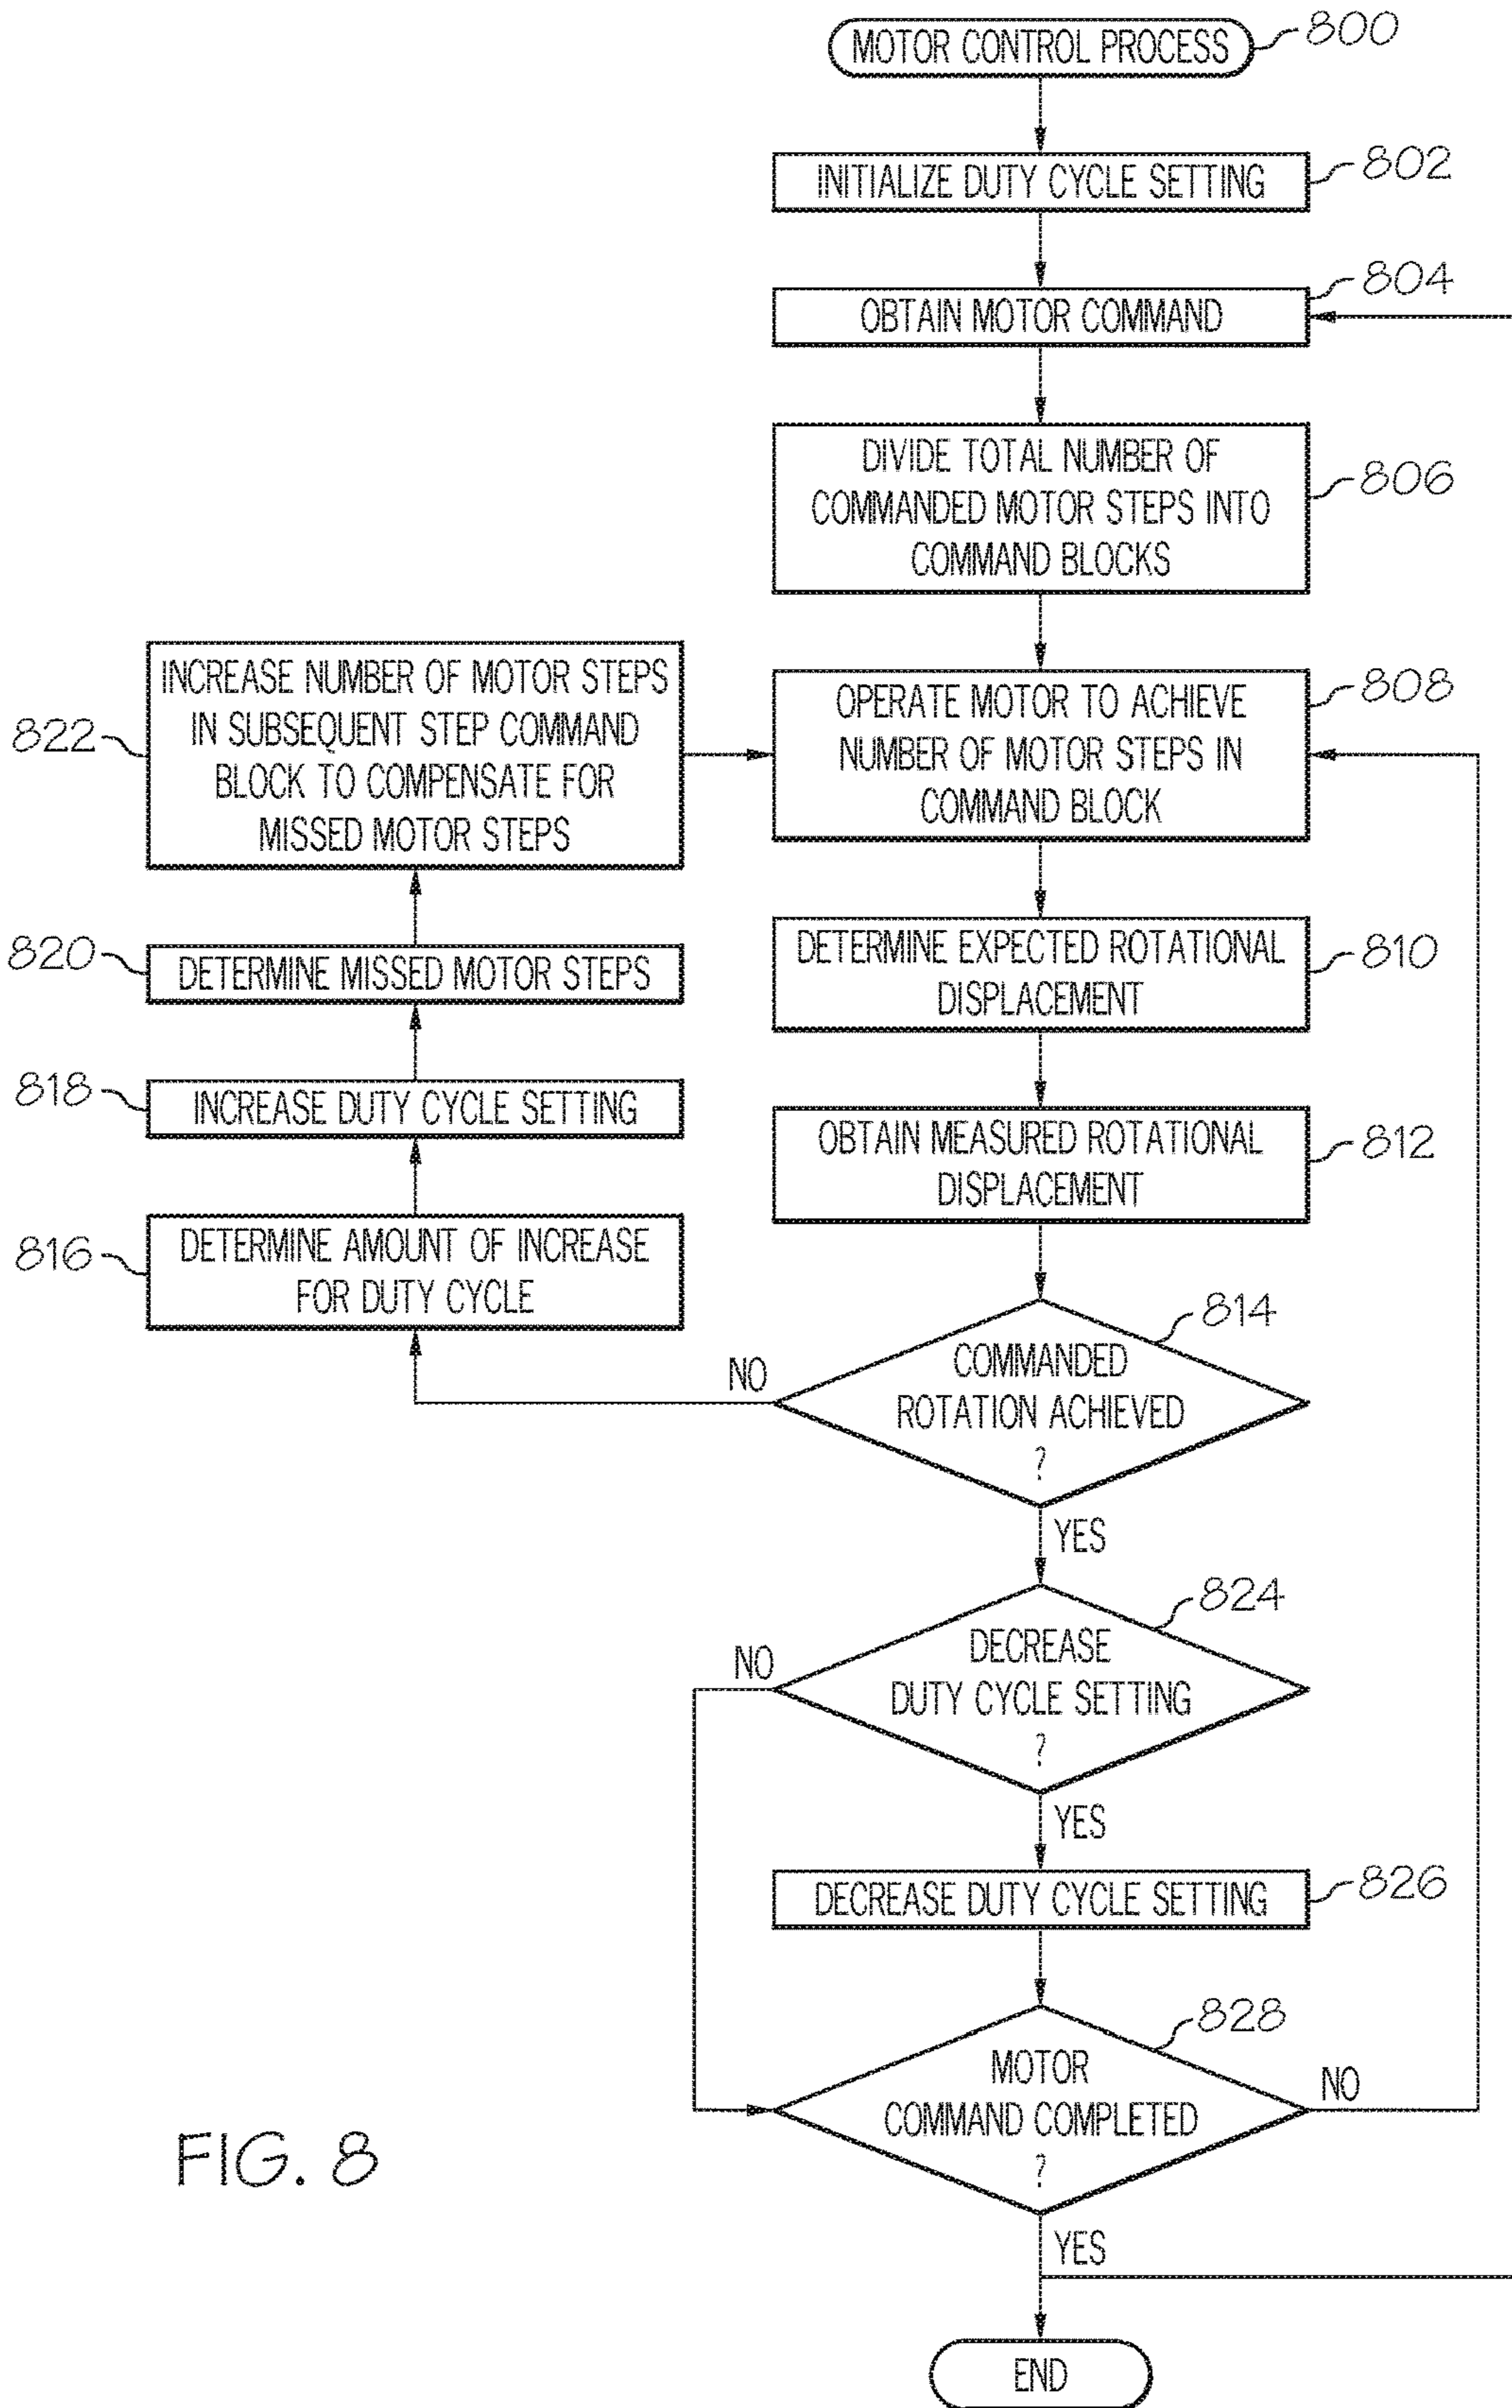 MOTOR CONTROL PROCESS
800
INITIALIZE DUTY CYCLE SETTING
802
OBTAIN MOTOR COMMAND
804
DIVIDE TOTAL NUMBER OF
COMMANDED MOTOR STEPS INTO
COMMAND BLOCKS
806
OPERATE MOTOR TO ACHIEVE
NUMBER OF MOTOR STEPS IN
COMMAND BLOCK
808
DETERMINE EXPECTED ROTATIONAL
DISPLACEMENT
810
OBTAIN MEASURED ROTATIONAL
DISPLACEMENT
812
COMMANDED
ROTATION ACHIEVED
?
814
NO
YES
816
DETERMINE AMOUNT OF INCREASE
FOR DUTY CYCLE
818
INCREASE DUTY CYCLE SETTING
820
DETERMINE MISSED MOTOR STEPS
822
INCREASE NUMBER OF MOTOR STEPS
IN SUBSEQUENT STEP COMMAND
BLOCK TO COMPENSATE FOR
MISSED MOTOR STEPS
DECREASE
DUTY CYCLE SETTING
?
824
NO
YES
DECREASE DUTY CYCLE SETTING
826
MOTOR
COMMAND COMPLETED
?
828
NO
YES
END
FIG. 8